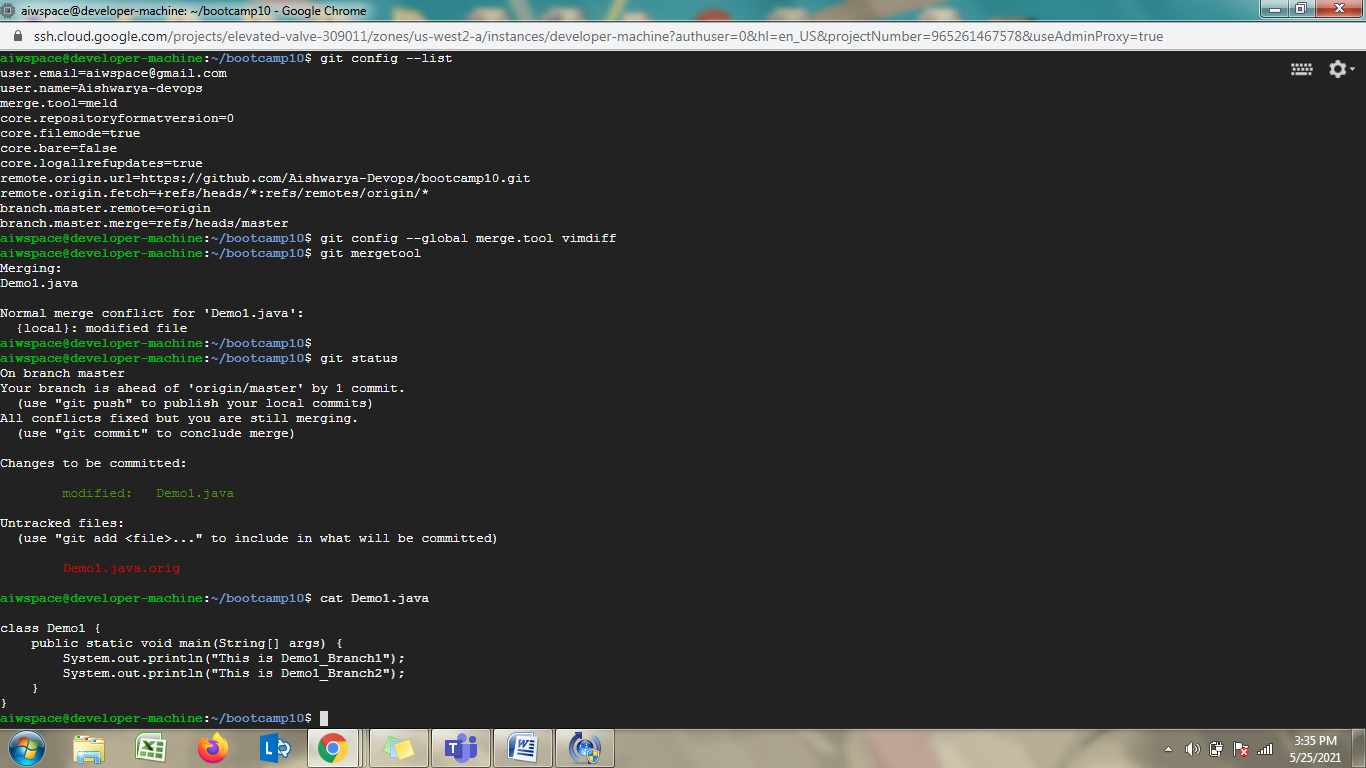 aiwspace@developer-machine: ~/bootcamp10 - Google Chrome
ssh.cloud.google.com/projects/elevated-valve-309011/zones/us-west2-a/instances/developer-machine?authuser=0&hl=en_US&projectNumber=965261467578&useAdminProxy=true
aiwspace@developer-machine:~/bootcamp10$ git config --list
user.email=aiwspace@gmail.com
user.name=Aishwarya-devops
merge.tool=meld
core.repositoryformatversion=0
core.filemode=true
core.bare=false
core.logallrefupdates=true
remote.origin.url=https://github.com/Aishwarya-Devops/bootcamp10.git
remote.origin.fetch=+refs/heads/*:refs/remotes/origin/*
branch.master.remote=origin
branch.master.merge=refs/heads/master
aiwspace@developer-machine:~/bootcamp10$ git config --global merge.tool vimdiff
aiwspace@developer-machine:~/bootcamp10$ git mergetool
Merging:
Demo1.java

Normal merge conflict for 'Demo1.java':
  {local}: modified file
aiwspace@developer-machine:~/bootcamp10$
aiwspace@developer-machine:~/bootcamp10$ git status
On branch master
Your branch is ahead of 'origin/master' by 1 commit.
  (use "git push" to publish your local commits)
All conflicts fixed but you are still merging.
  (use "git commit" to conclude merge)

Changes to be committed:

        modified:   Demo1.java

Untracked files:
  (use "git add <file>..." to include in what will be committed)

        Demo1.java.orig

aiwspace@developer-machine:~/bootcamp10$ cat Demo1.java

class Demo1 {
    public static void main(String[] args) {
        System.out.println("This is Demo1_Branch1");
        System.out.println("This is Demo1_Branch2");
    }
}
aiwspace@developer-machine:~/bootcamp10$
3:35 PM
5/25/2021